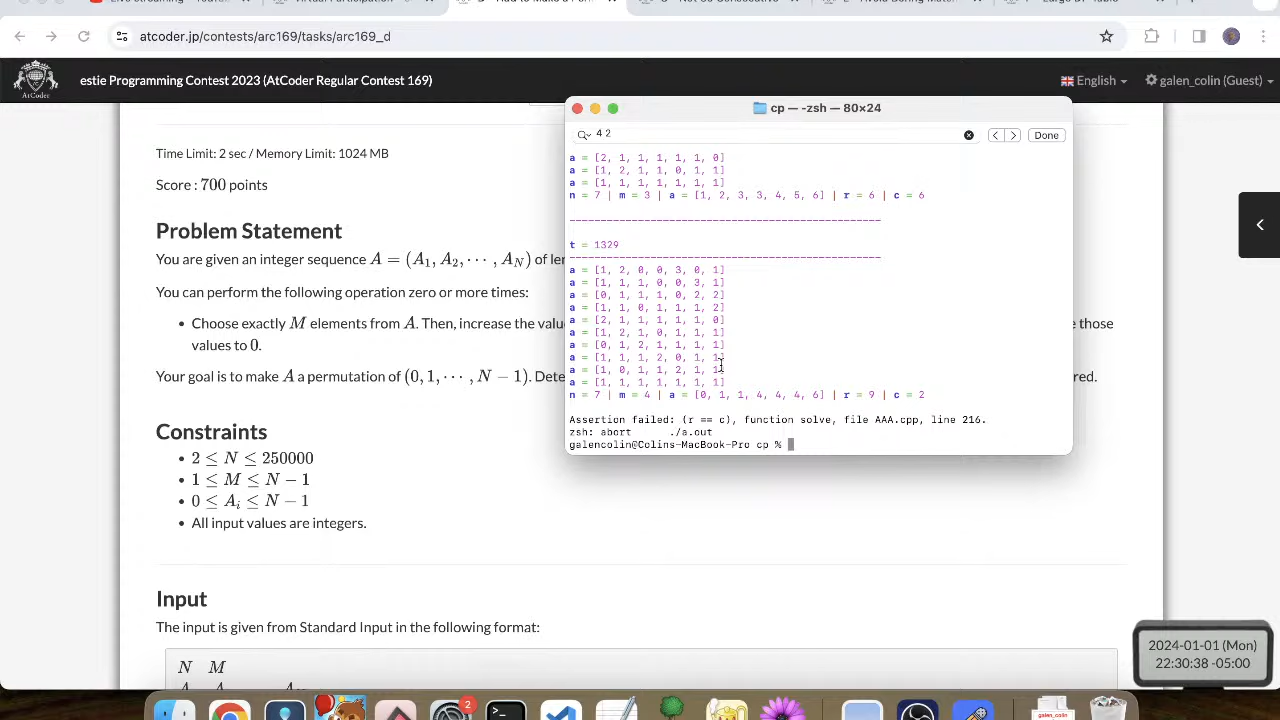 atcoder.jp/contests/arc169/tasks/arc169_d
estie Programming Contest 2023 (AtCoder Regular Contest 169)
English
galen_colin (Guest)
Time Limit: 2 sec / Memory Limit: 1024 MB
Score : 700 points
Problem Statement
You are given an integer sequence A = (A1, A2, ⋯ , AN) of le
You can perform the following operation zero or more times:
• Choose exactly M elements from A. Then, increase the valu
e those
values to 0.
Your goal is to make A a permutation of (0, 1, ⋯ , N − 1). Dete
red.
Constraints
• 2 ≤ N ≤ 250000
• 1 ≤ M ≤ N − 1
• 0 ≤ Ai ≤ N − 1
• All input values are integers.
Input
The input is given from Standard Input in the following format:
N M
cp — -zsh — 80×24
4 2
Done
a = [2, 1, 1, 1, 1, 1, 0]
a = [1, 2, 1, 1, 0, 1, 1]
a = [1, 1, 1, 1, 1, 1, 1]
n = 7 | m = 3 | a = [1, 2, 3, 3, 4, 5, 6] | r = 6 | c = 6
--------------------------------------------------
t = 1329
--------------------------------------------------
a = [1, 2, 0, 0, 3, 0, 1]
a = [1, 1, 1, 0, 0, 3, 1]
a = [0, 1, 1, 1, 0, 2, 2]
a = [1, 1, 0, 1, 1, 1, 2]
a = [2, 1, 1, 1, 1, 1, 0]
a = [1, 2, 1, 0, 1, 1, 1]
a = [0, 1, 2, 1, 1, 1, 1]
a = [1, 1, 1, 2, 0, 1, 1]
a = [1, 0, 1, 1, 2, 1, 1]
a = [1, 1, 1, 1, 1, 1, 1]
n = 7 | m = 4 | a = [0, 1, 1, 4, 4, 4, 6] | r = 9 | c = 2
Assertion failed: (r == c), function solve, file AAA.cpp, line 216.
zsh: abort ./a.out
galencolin@Colins-MacBook-Pro cp %
2024-01-01 (Mon)
22:30:38 -05:00
2
galen_colin